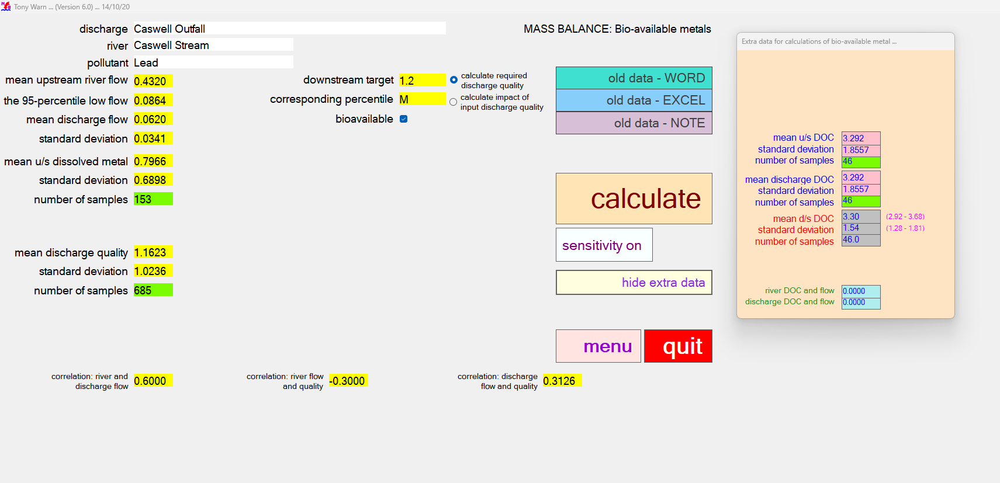 Tony Warn ... (Version 6.0) ... 14/10/20
discharge Caswell Outfall
MASS BALANCE: Bio-available metals
river Caswell Stream
pollutant Lead
mean upstream river flow 0.4320
the 95-percentile low flow 0.0864
mean discharge flow 0.0620
standard deviation 0.0341
mean u/s dissolved metal 0.7966
standard deviation 0.6898
number of samples 153
mean discharge quality 1.1623
standard deviation 1.0236
number of samples 685
downstream target 1.2
corresponding percentile M
bioavailable
calculate required
discharge quality
calculate impact of
input discharge quality
old data - WORD
old data - EXCEL
old data - NOTE
calculate
sensitivity on
hide extra data
menu
quit
correlation: river and
discharge flow 0.6000
correlation: river flow
and quality -0.3000
correlation: discharge
flow and quality 0.3126
Extra data for calculations of bio-available metal ...
mean u/s DOC 3.292
standard deviation 1.8557
number of samples 46
mean discharge DOC 3.292
standard deviation 1.8557
number of samples 46
mean d/s DOC 3.30 (2.92 - 3.68)
standard deviation 1.54 (1.28 - 1.81)
number of samples 46.0
river DOC and flow 0.0000
discharge DOC and flow 0.0000